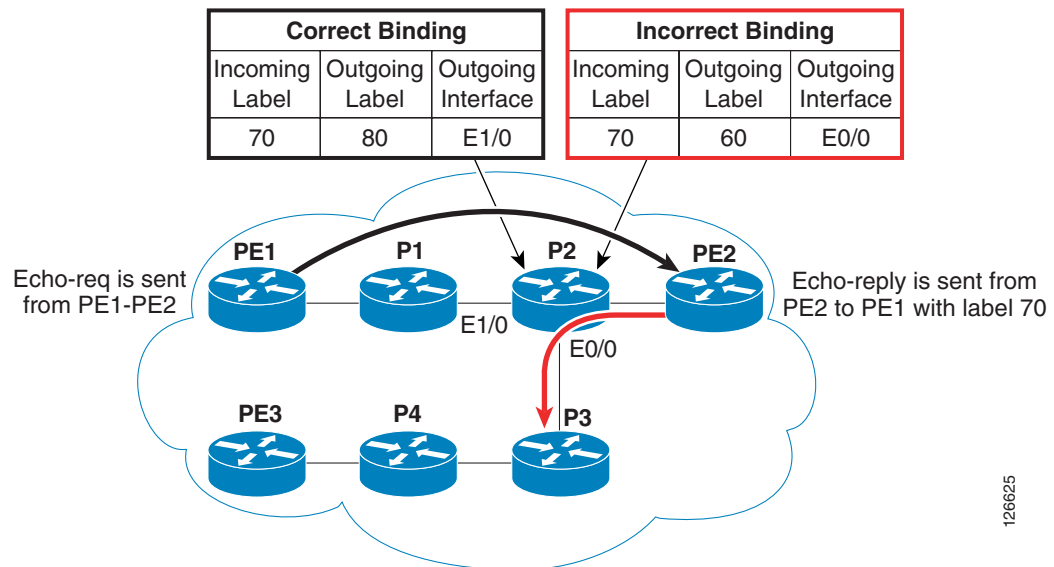 Correct Binding
Incoming Label
Outgoing Label
Outgoing Interface
70
80
E1/0
Incorrect Binding
Incoming Label
Outgoing Label
Outgoing Interface
70
60
E0/0
PE1
P1
P2
PE2
Echo-req is sent
from PE1-PE2
Echo-reply is sent from
PE2 to PE1 with label 70
E1/0
E0/0
PE3
P4
P3
126625